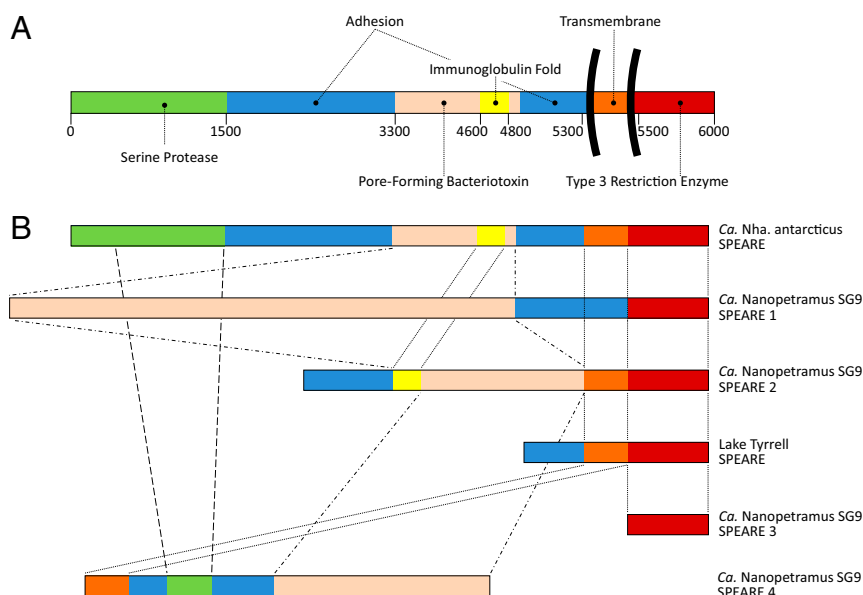 A
Adhesion
Transmembrane
Immunoglobulin Fold
0 1500 3300 4600 4800 5300 5500 6000
Serine Protease
Pore-Forming Bacteriotoxin
Type 3 Restriction Enzyme
B
Ca. Nha. antarcticus
SPEARE
Ca. Nanopetramus SG9
SPEARE 1
Ca. Nanopetramus SG9
SPEARE 2
Lake Tyrrell
SPEARE
Ca. Nanopetramus SG9
SPEARE 3
Ca. Nanopetramus SG9
SPEARE 4